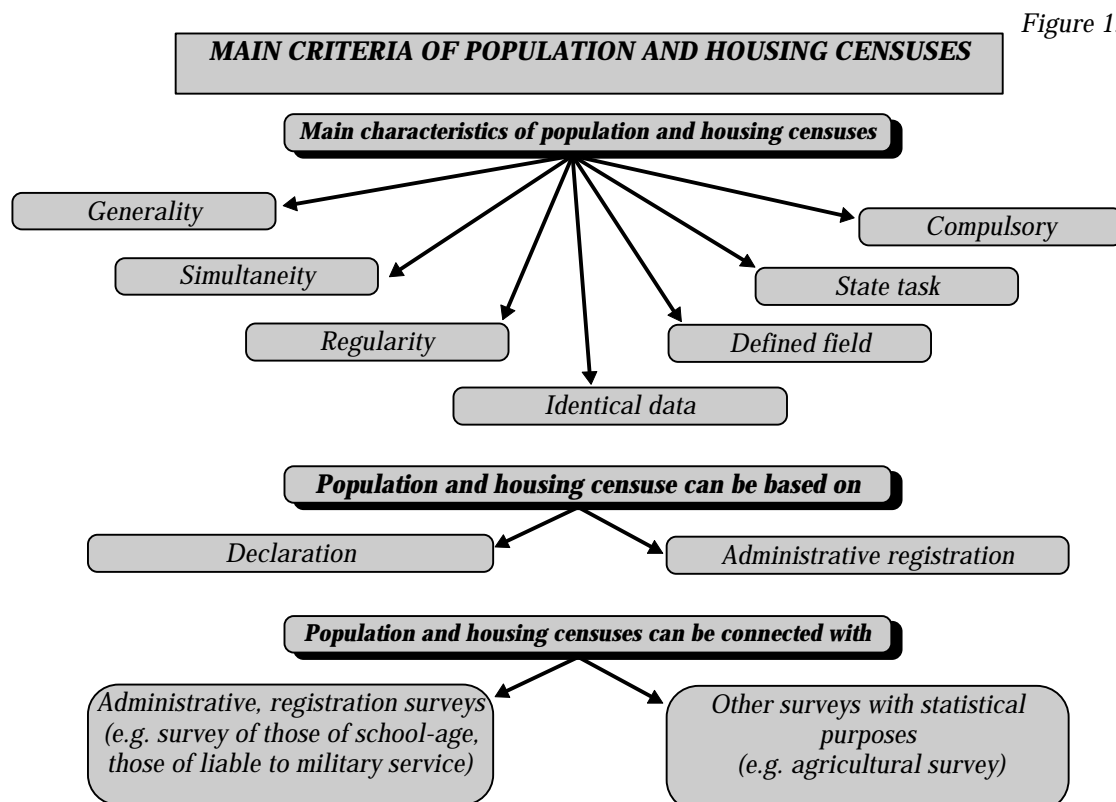 Figure 1.
MAIN CRITERIA OF POPULATION AND HOUSING CENSUSES
Main characteristics of population and housing censuses
Generality
Compulsory
Simultaneity
State task
Regularity
Defined field
Identical data
Population and housing censuse can be based on
Declaration
Administrative registration
Population and housing censuses can be connected with
Administrative, registration surveys
(e.g. survey of those of school-age,
those of liable to military service)
Other surveys with statistical
purposes
(e.g. agricultural survey)